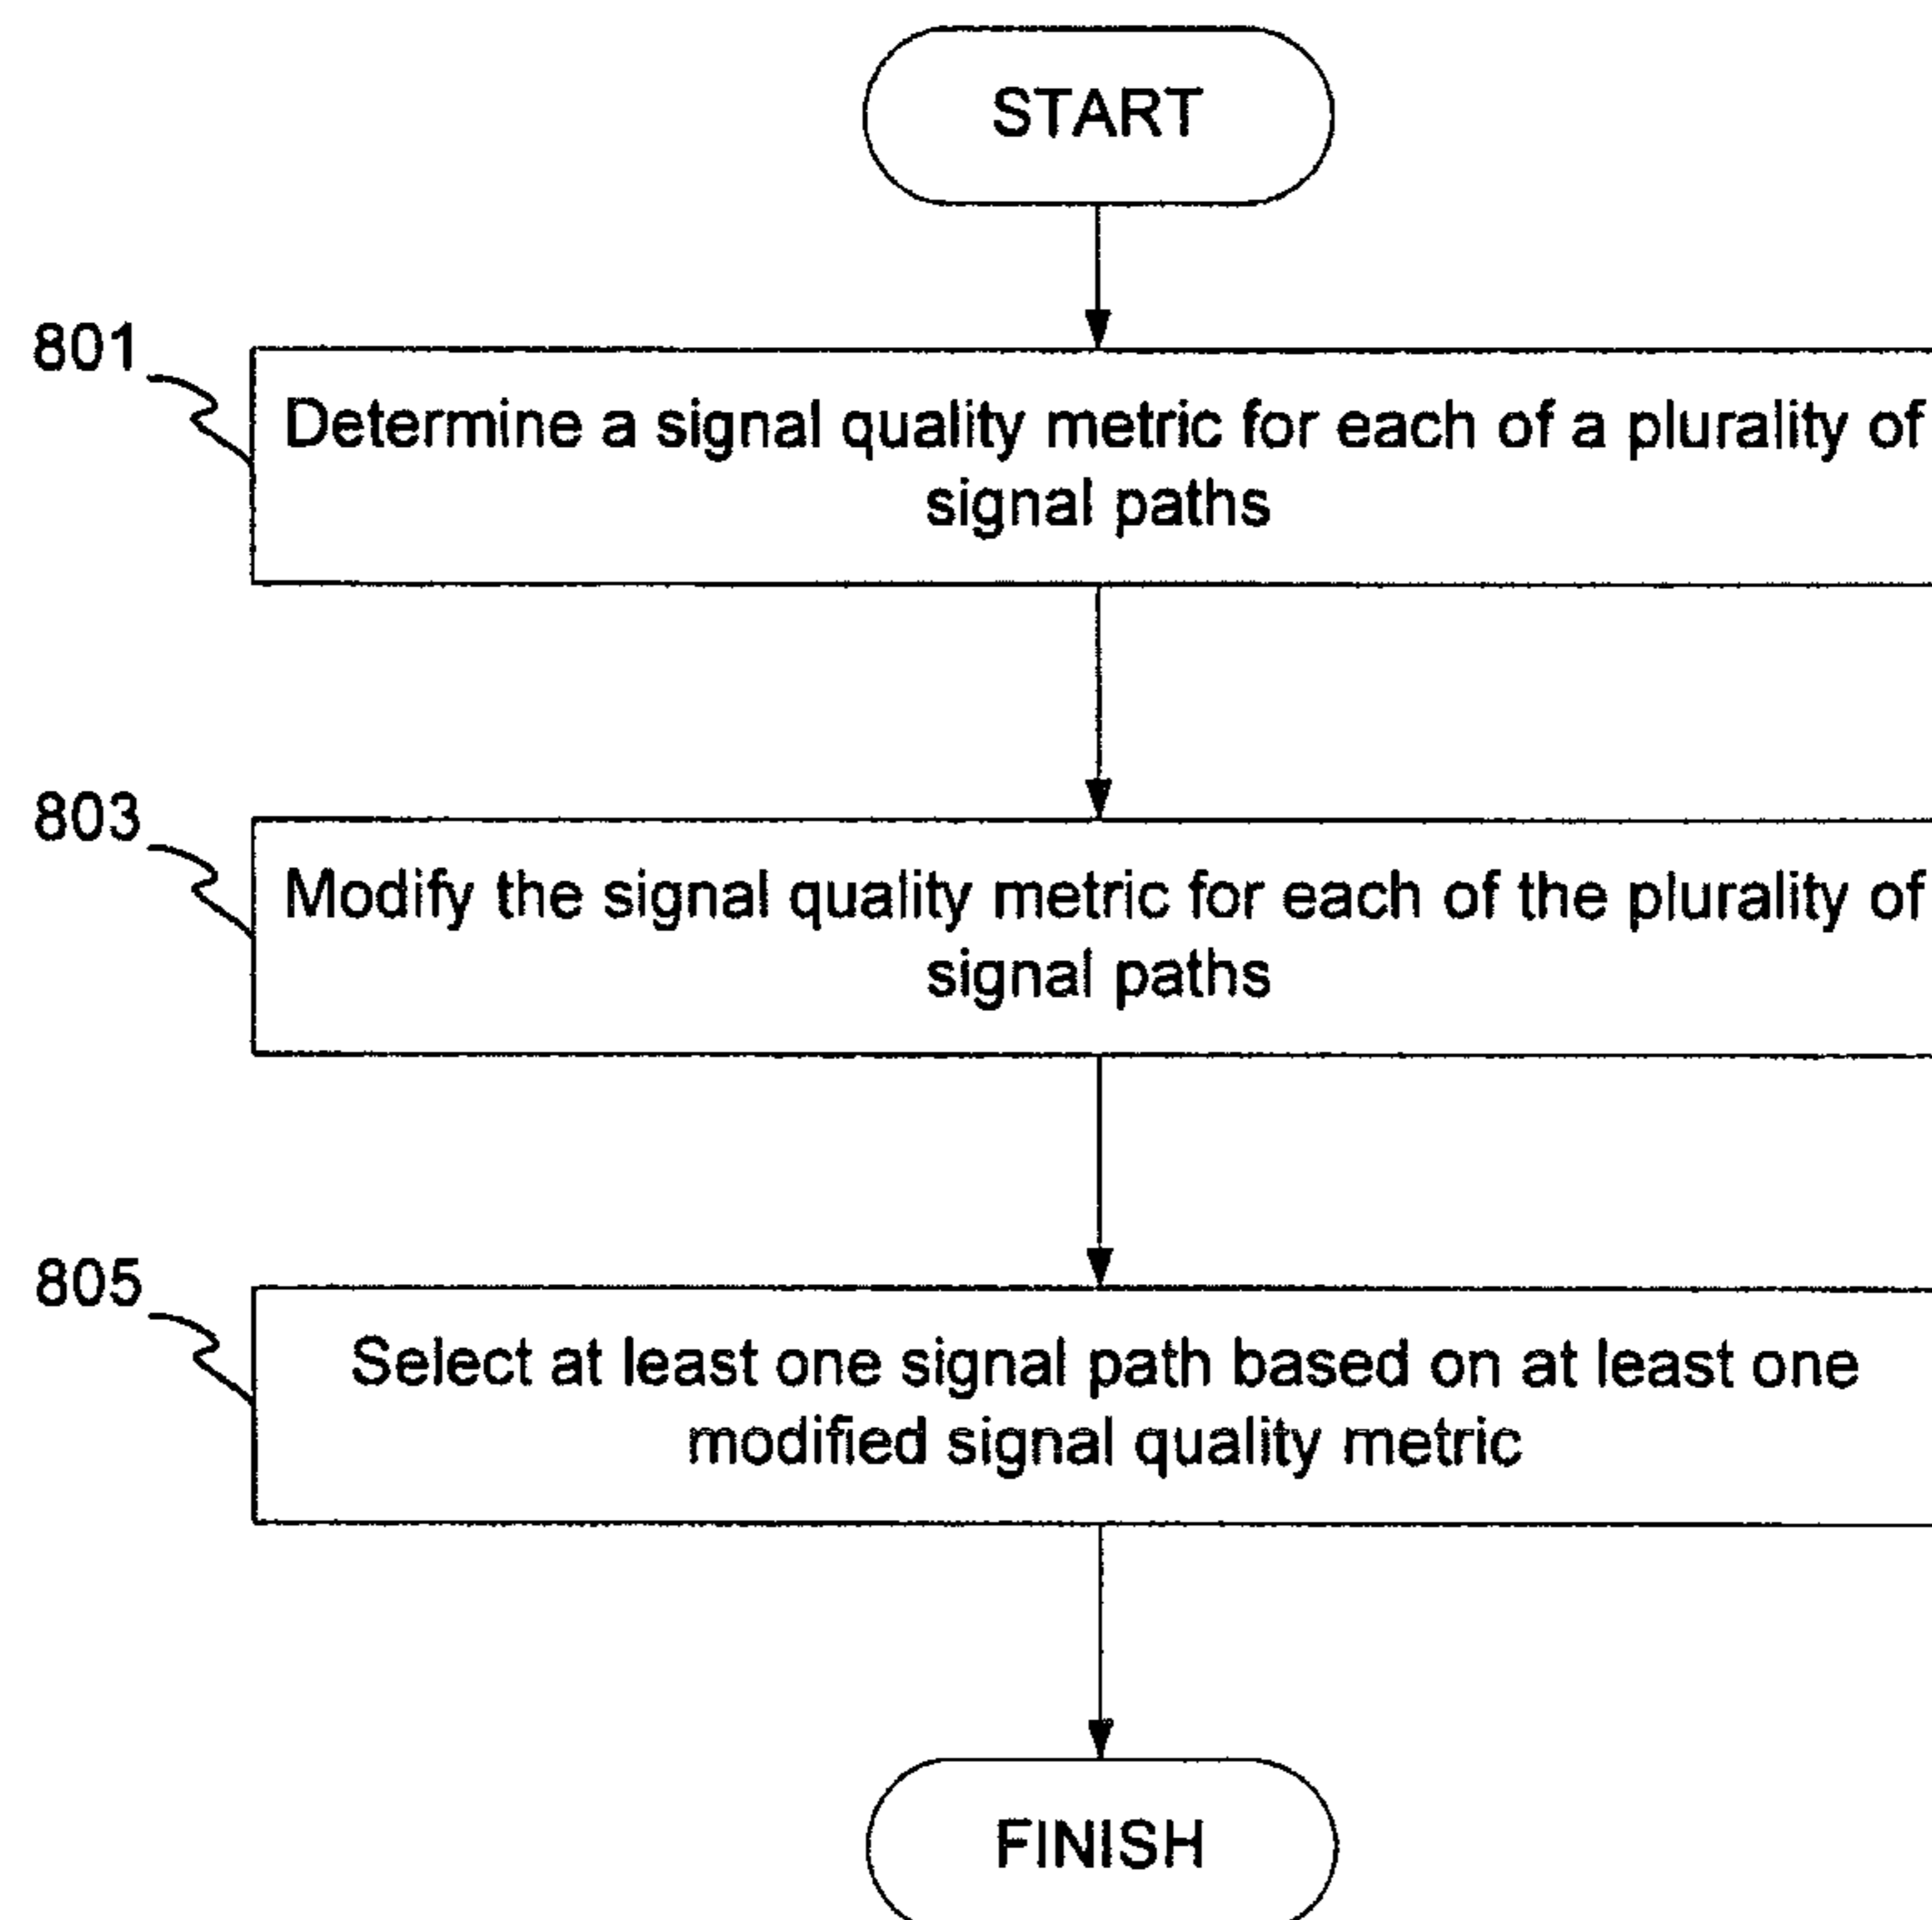 START
801
Determine a signal quality metric for each of a plurality of
signal paths
803
Modify the signal quality metric for each of the plurality of
signal paths
805
Select at least one signal path based on at least one
modified signal quality metric
FINISH